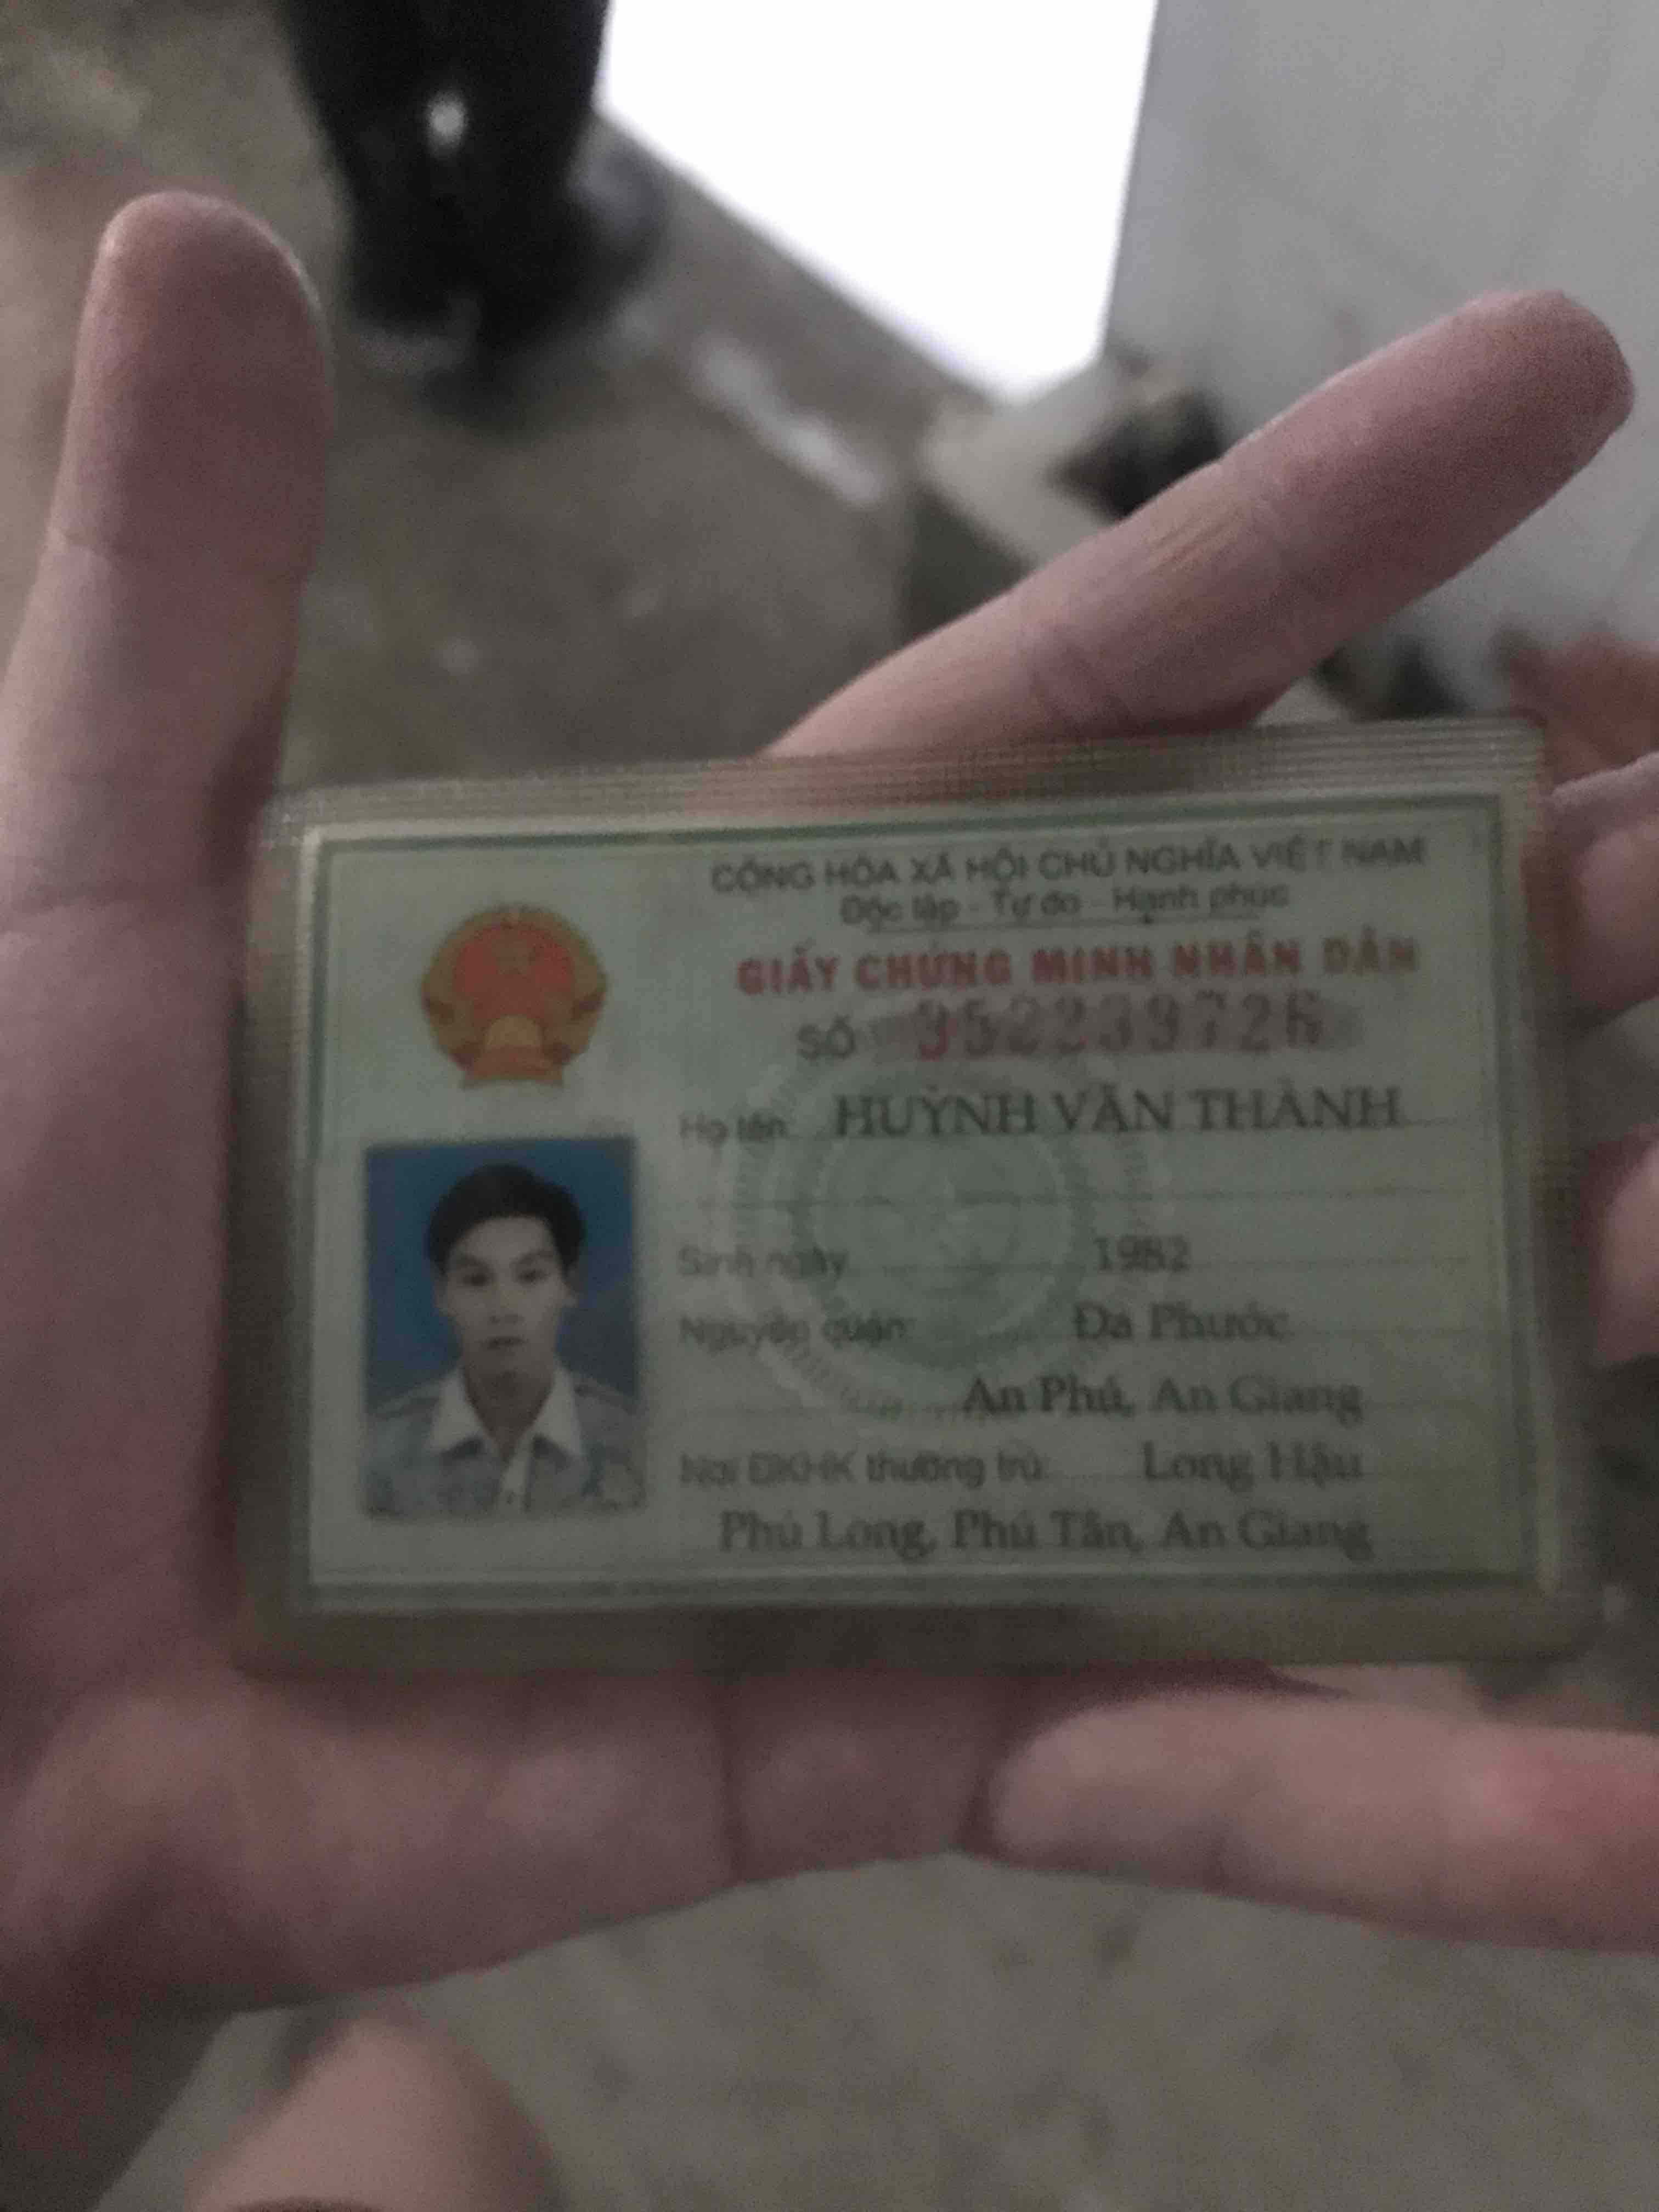 CỘNG HÒA XÃ HỘI CHỦ NGHĨA VIỆT NAM
Độc lập - Tự do - Hạnh phúc
GIẤY CHỨNG MINH NHÂN DÂN
SỐ 352239726
Họ tên: HUỲNH VĂN THÀNH
Sinh ngày 1982
Nguyên quán: Đa Phước
An Phú, An Giang
Nơi ĐKHK thường trú: Long Hậu
Phú Long, Phú Tân, An Giang